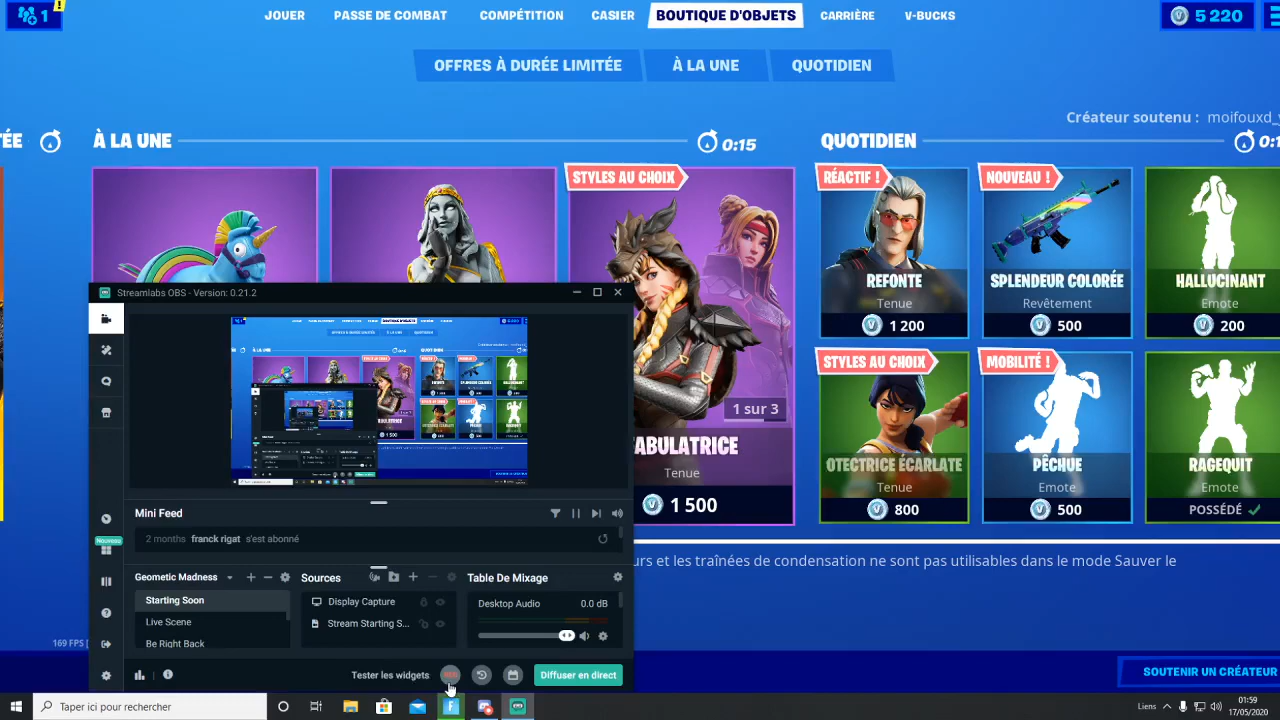 1
JOUER
PASSE DE COMBAT
COMPÉTITION
CASIER
BOUTIQUE D'OBJETS
CARRIÈRE
V-BUCKS
5 220
OFFRES À DURÉE LIMITÉE
À LA UNE
QUOTIDIEN
Créateur soutenu : moifouxd_
ÉE
À LA UNE
0:15
QUOTIDIEN
0:1
STYLES AU CHOIX
RÉACTIF !
NOUVEAU !
REFONTE
Tenue
1 200
SPLENDEUR COLORÉE
Revêtement
500
HALLUCINANT
Emote
200
1 sur 3
ABULATRICE
Tenue
1 500
STYLES AU CHOIX
MOBILITÉ !
OTECTRICE ÉCARLATE
Tenue
800
PÊCHUE
Emote
500
RAGEQUIT
Emote
POSSÉDÉ
urs et les traînées de condensation ne sont pas utilisables dans le mode Sauver le
169 FPS [
SOUTENIR UN CRÉATEUR
Streamlabs OBS - Version: 0.21.2
Nouveau
Mini Feed
2 months franck rigat s'est abonné
Geometic Madness
Starting Soon
Live Scene
Be Right Back
Sources
Display Capture
Stream Starting S...
Table De Mixage
Desktop Audio 0.0 dB
Tester les widgets
REC
Diffuser en direct
Taper ici pour rechercher
Liens
01:59
17/05/2020